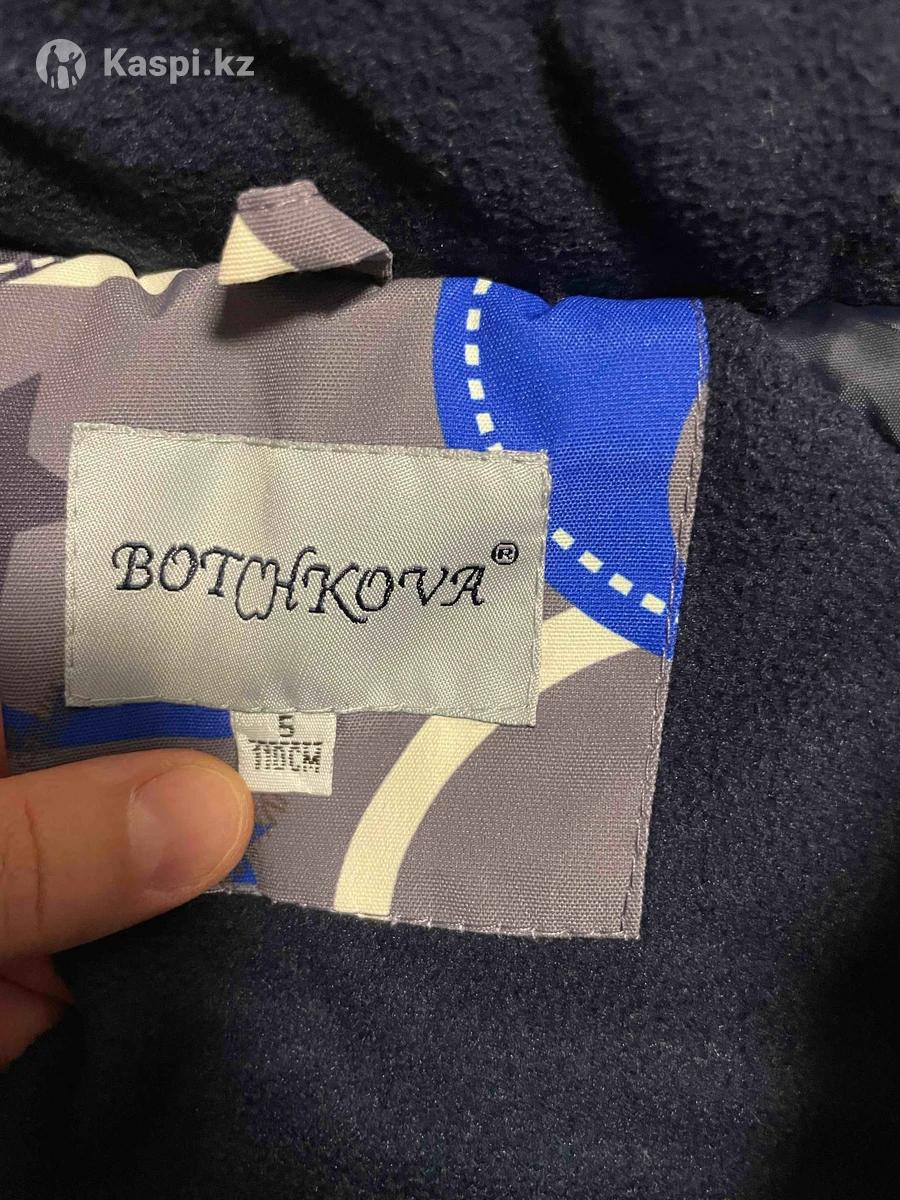 Kaspi.kz
BOTCHKOVA®
5
110CM